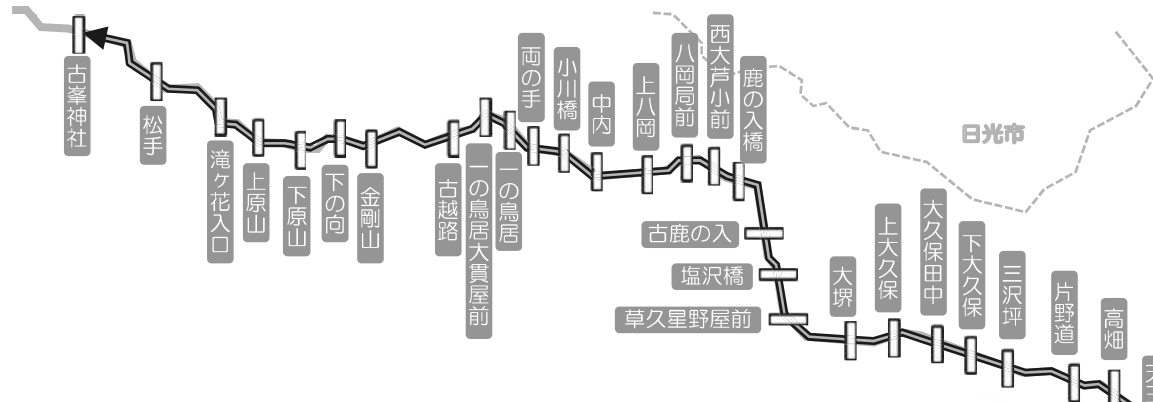 古峯神社
松手
滝ヶ花入口
上原山
下原山
下の向
金剛山
古越路
一の鳥居大貫屋前
一の鳥居
両の手
小川橋
中内
上八岡
八岡局前
西大芦小前
鹿の入橋
古鹿の入
塩沢橋
草久星野屋前
日光市
大堺
上大久保
大久保田中
下大久保
三沢坪
片野道
高畑